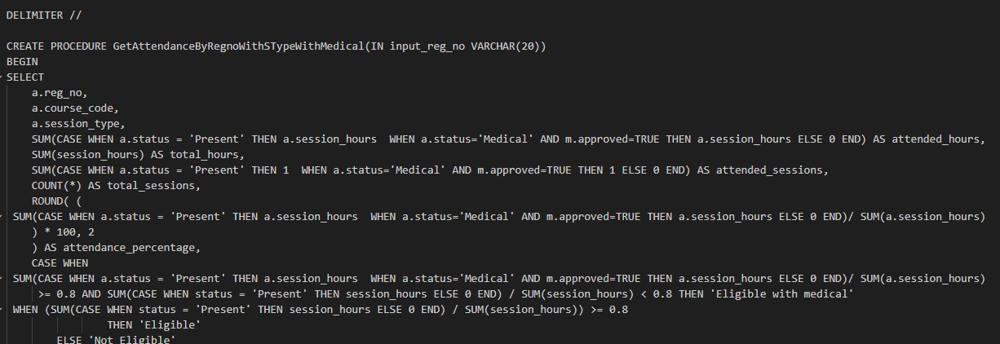 DELIMITER //
CREATE PROCEDURE GetAttendanceByRegnoWithSTypeWithMedical(IN input_reg_no VARCHAR(20))
BEGIN
SELECT
a.reg_no,
a.course_code,
a.session_type,
SUM(CASE WHEN a.status = 'Present' THEN a.session_hours  WHEN a.status='Medical' AND m.approved=TRUE THEN a.session_hours ELSE 0 END) AS attended_hours,
SUM(session_hours) AS total_hours,
SUM(CASE WHEN a.status = 'Present' THEN 1  WHEN a.status='Medical' AND m.approved=TRUE THEN 1 ELSE 0 END) AS attended_sessions,
COUNT(*) AS total_sessions,
ROUND( (
SUM(CASE WHEN a.status = 'Present' THEN a.session_hours  WHEN a.status='Medical' AND m.approved=TRUE THEN a.session_hours ELSE 0 END)/ SUM(a.session_hours)
) * 100, 2
) AS attendance_percentage,
CASE WHEN
SUM(CASE WHEN a.status = 'Present' THEN a.session_hours  WHEN a.status='Medical' AND m.approved=TRUE THEN a.session_hours ELSE 0 END)/ SUM(a.session_hours)
>= 0.8 AND SUM(CASE WHEN status = 'Present' THEN session_hours ELSE 0 END) / SUM(session_hours) < 0.8 THEN 'Eligible with medical'
WHEN (SUM(CASE WHEN status = 'Present' THEN session_hours ELSE 0 END) / SUM(session_hours)) >= 0.8
THEN 'Eligible'
ELSE 'Not Eligible'